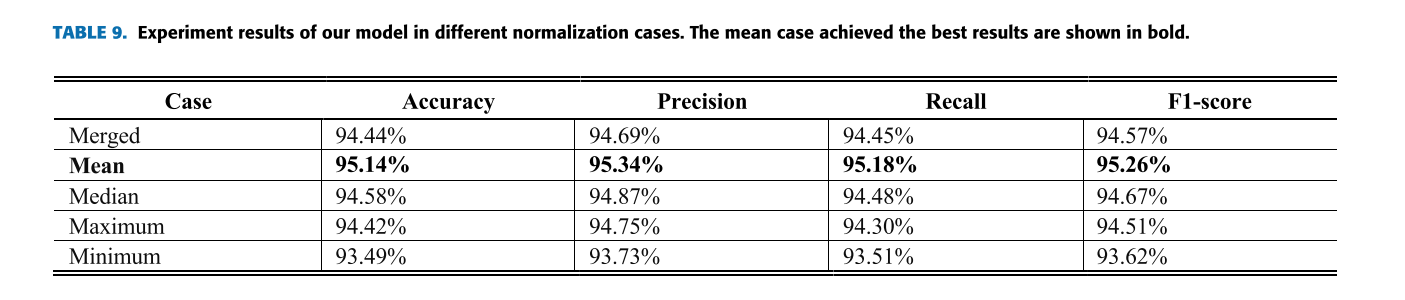 TABLE 9. Experiment results of our model in different normalization cases. The mean case achieved the best results are shown in bold.
Case Accuracy Precision Recall F1-score
Merged 94.44% 94.69% 94.45% 94.57%
Mean 95.14% 95.34% 95.18% 95.26%
Median 94.58% 94.87% 94.48% 94.67%
Maximum 94.42% 94.75% 94.30% 94.51%
Minimum 93.49% 93.73% 93.51% 93.62%